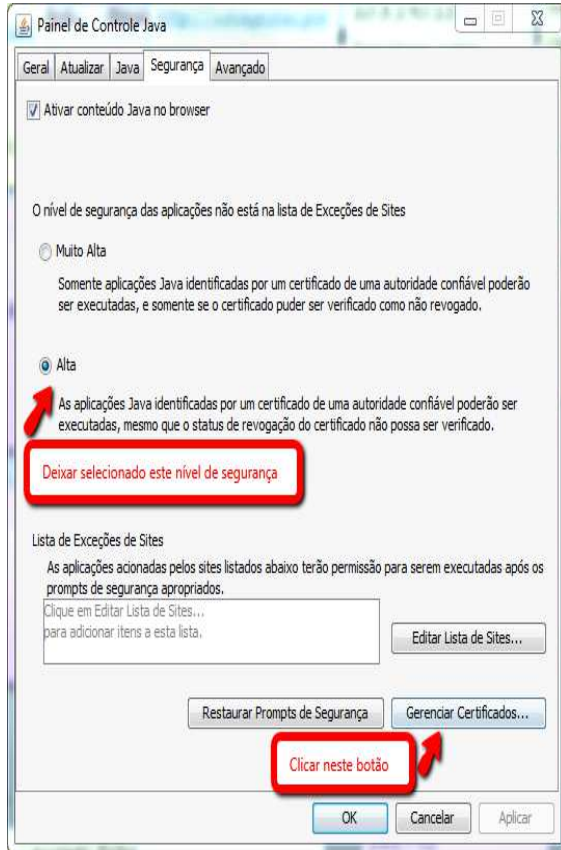 Painel de Controle Java
Geral Atualizar Java Segurança Avançado
Ativar conteúdo Java no browser
O nível de segurança das aplicações não está na lista de Exceções de Sites
Muito Alta
Somente aplicações Java identificadas por um certificado de uma autoridade confiável poderão
ser executadas, e somente se o certificado puder ser verificado como não revogado.
Alta
As aplicações Java identificadas por um certificado de uma autoridade confiável poderão ser
executadas, mesmo que o status de revogação do certificado não possa ser verificado.
Deixar selecionado este nível de segurança
Lista de Exceções de Sites
As aplicações acionadas pelos sites listados abaixo terão permissão para serem executadas após os
prompts de segurança apropriados.
Clique em Editar Lista de Sites...
para adicionar itens a esta lista.
Editar Lista de Sites...
Restaurar Prompts de Segurança Gerenciar Certificados...
Clicar neste botão
OK Cancelar Aplicar